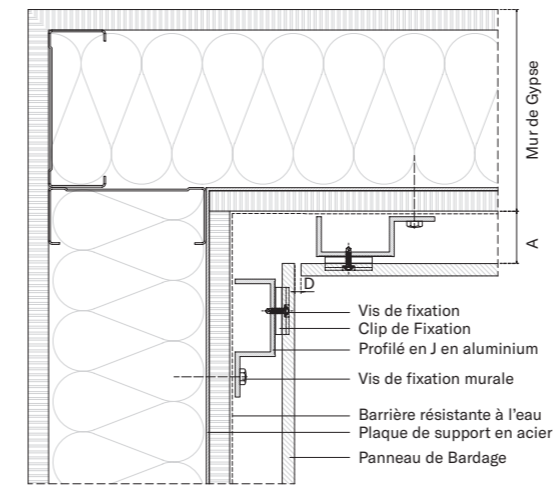 Mur de Gypse
A
D
Vis de fixation
Clip de Fixation
Profilé en J en aluminium
Vis de fixation murale
Barrière résistante à l'eau
Plaque de support en acier
Panneau de Bardage